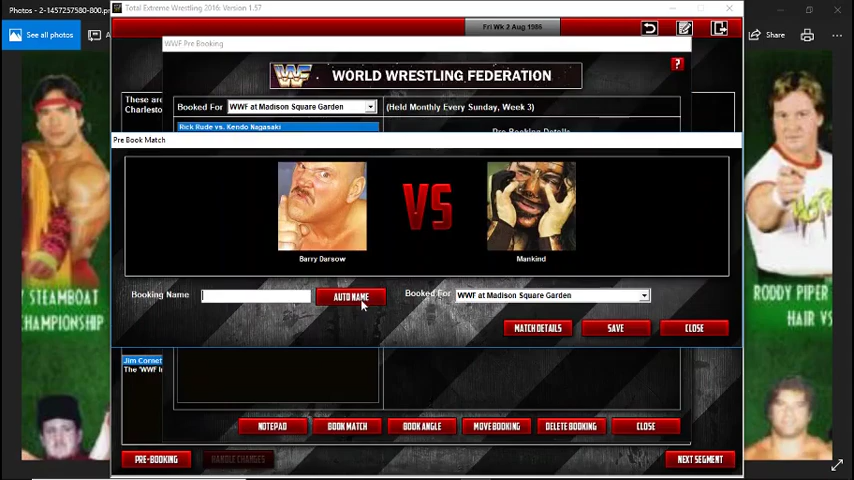 Photos - 2-1457257580-800.p
Total Extreme Wrestling 2016: Version 1.57
See all photos
Share
Fri Wk 2 Aug 1986
WWF Pre Booking
WORLD WRESTLING FEDERATION
?
These are
Charleston
Booked For
WWF at Madison Square Garden
(Held Monthly Every Sunday, Week 3)
Rick Rude vs. Kendo Nagasaki
Pre Booking Details
Pre Book Match
VS
Barry Darsow
Mankind
Booking Name
AUTO NAME
Booked For
WWF at Madison Square Garden
MATCH DETAILS
SAVE
CLOSE
Y STEAMBOAT
HAMPIONSHIP
RODDY PIPER
HAIR VS
Jim Cornet
The 'WWF I
NOTEPAD
BOOK MATCH
BOOK ANGLE
MOVE BOOKING
DELETE BOOKING
CLOSE
PRE-BOOKING
HANDLE CHANGES
NEXT SEGMENT